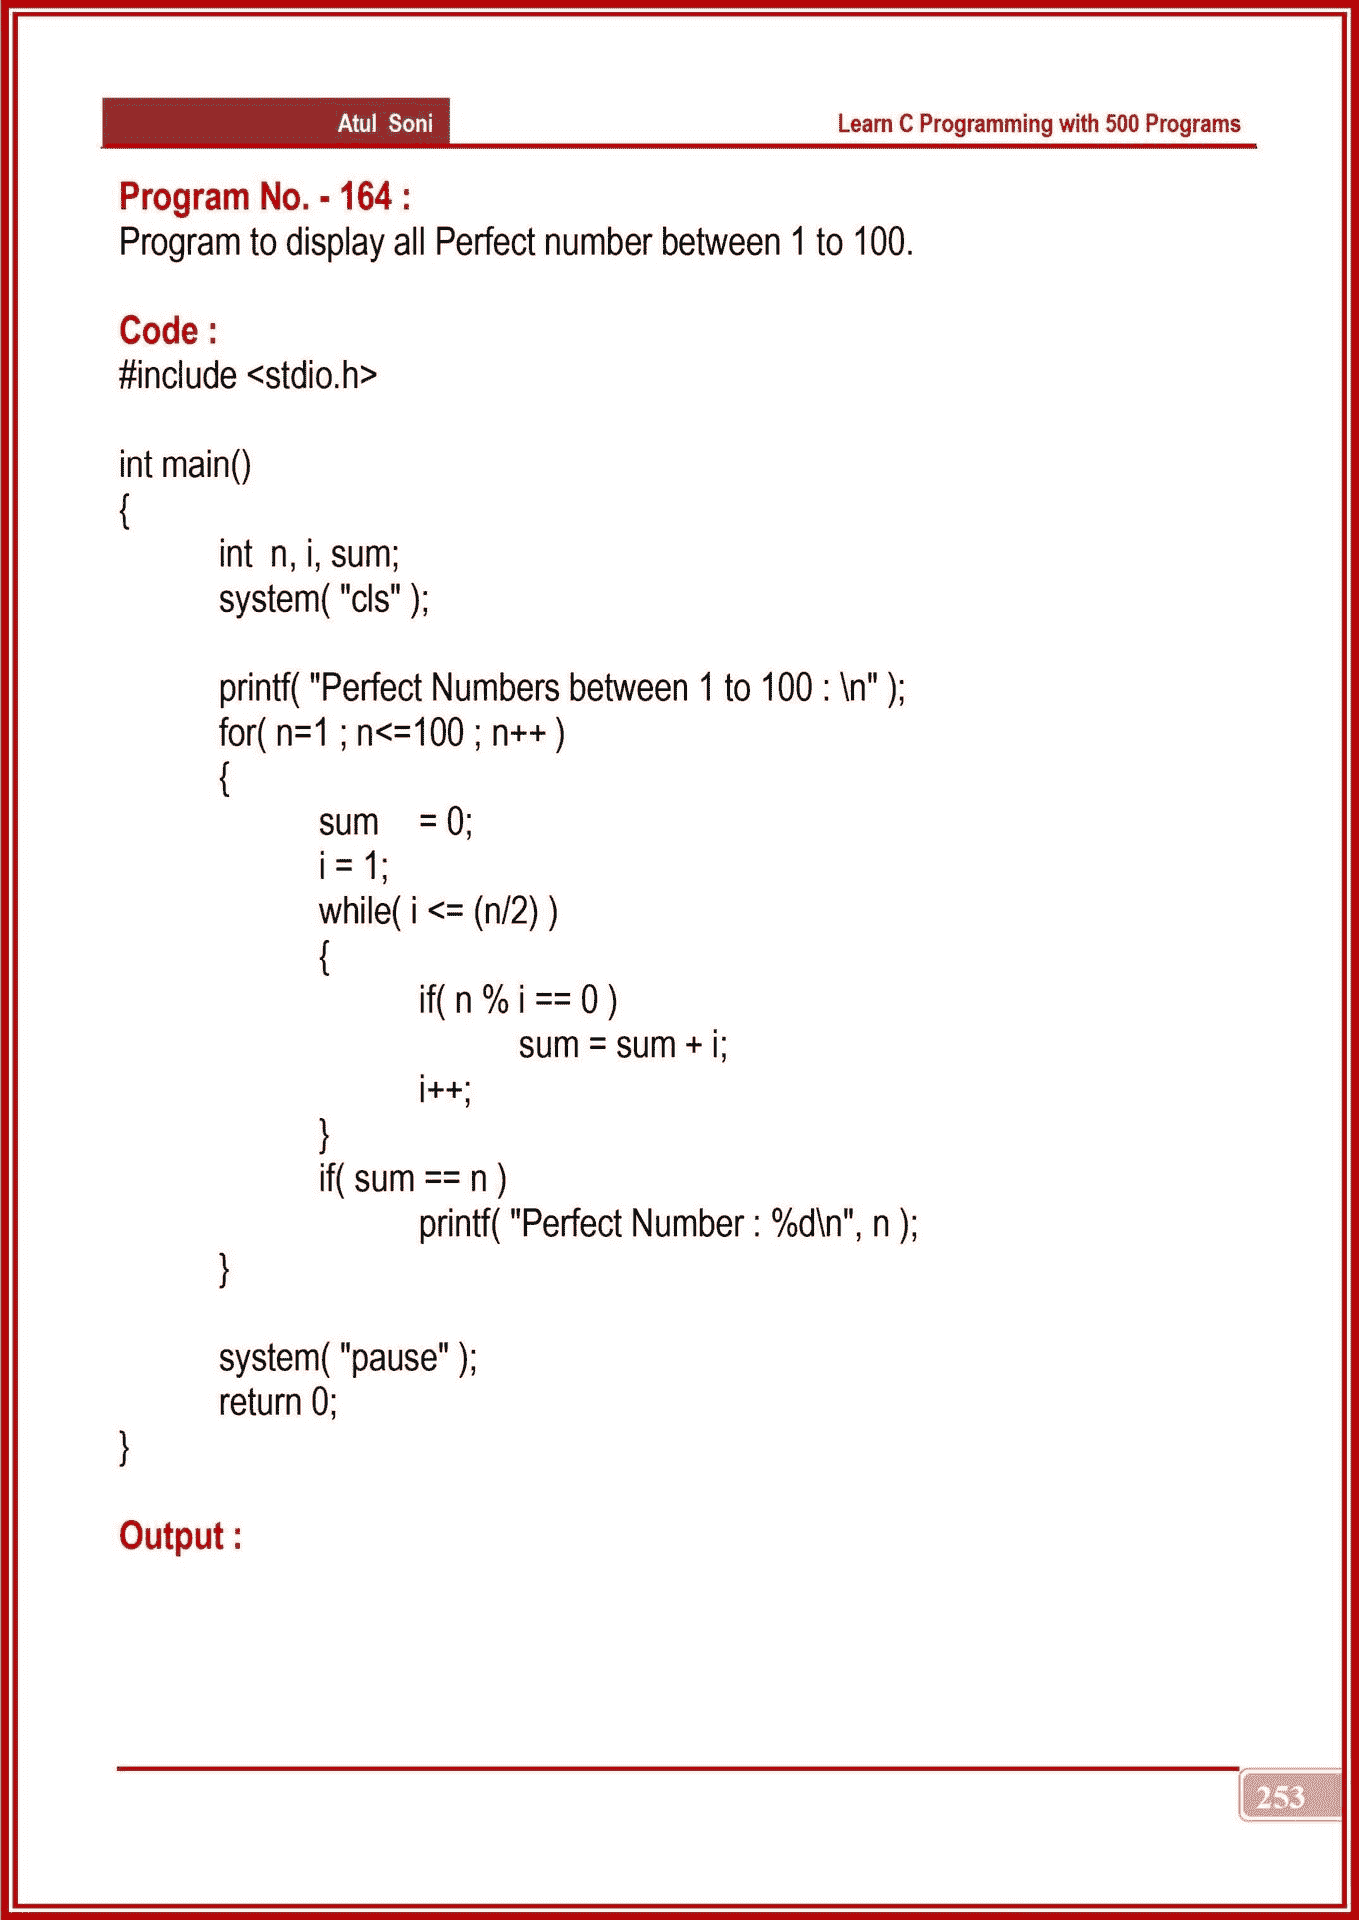 Atul  Soni
Learn C Programming with 500 Programs
Program No. - 164 :
Program to display all Perfect number between 1 to 100.
Code :
#include <stdio.h>
int main()
{
int  n, i, sum;
system( "cls" );
printf( "Perfect Numbers between 1 to 100 : \n" );
for( n=1 ; n<=100 ; n++ )
{
sum    = 0;
i = 1;
while( i <= (n/2) )
{
if( n % i == 0 )
sum = sum + i;
i++;
}
if( sum == n )
printf( "Perfect Number : %d\n", n );
}
system( "pause" );
return 0;
}
Output :
253